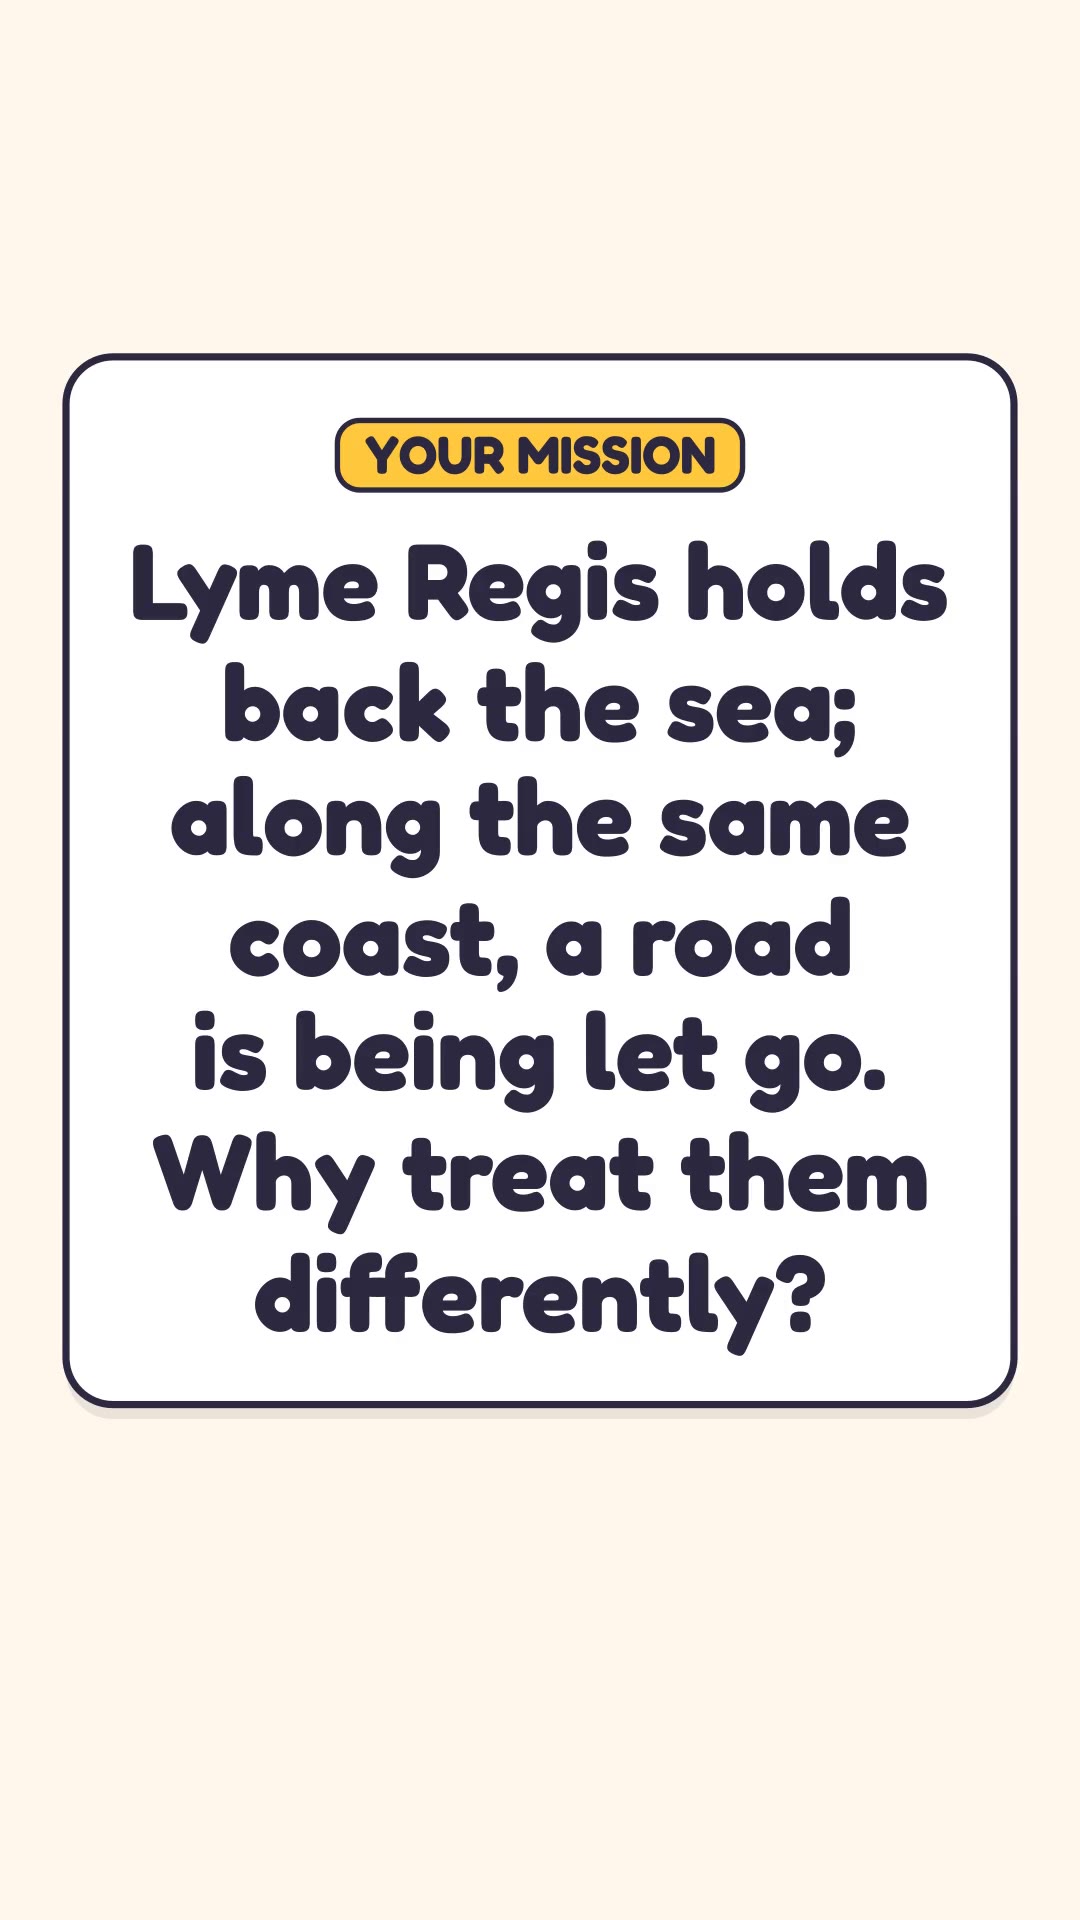 YOUR MISSION
Lyme Regis holds
back the sea;
along the same
coast, a road
is being let go.
Why treat them
differently?